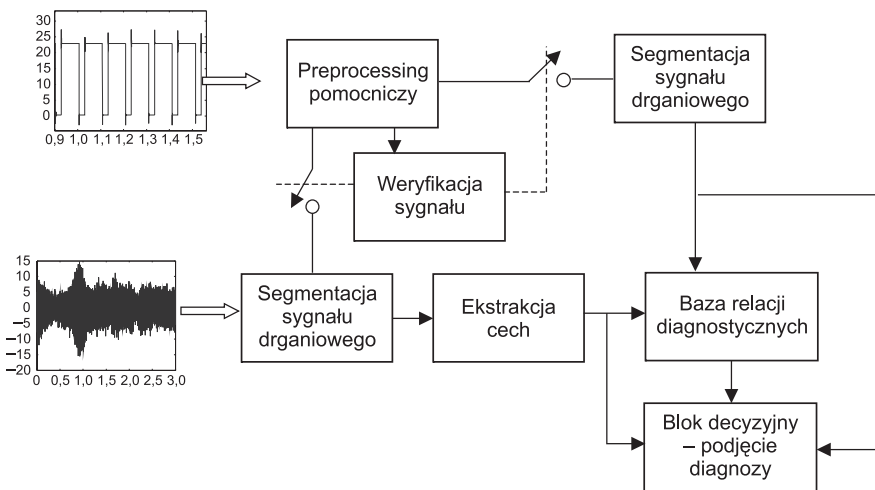 30
25
20
15
10
5
0
0,9 1,0 1,1 1,2 1,3 1,4 1,5
Preprocessing
pomocniczy
Segmentacja
sygnału
drganiowego
Weryfikacja
sygnału
15
10
5
0
−5
−10
−15
−20
0 0,5 1,0 1,5 2,0 2,5 3,0
Segmentacja
sygnału
drganiowego
Ekstrakcja
cech
Baza relacji
diagnostycznych
Blok decyzyjny
– podjęcie
diagnozy